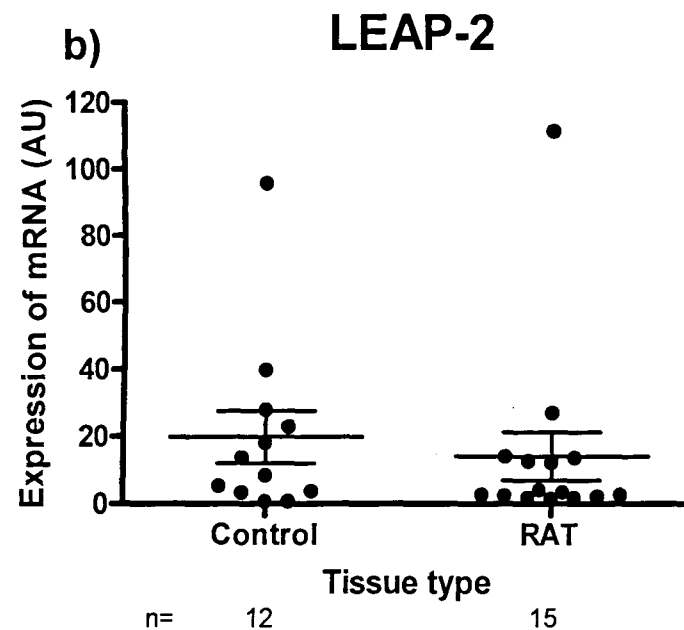 b)
LEAP-2
Expression of mRNA (AU)
120
100
80
60
40
20
0
Control RAT
Tissue type
n= 12 15